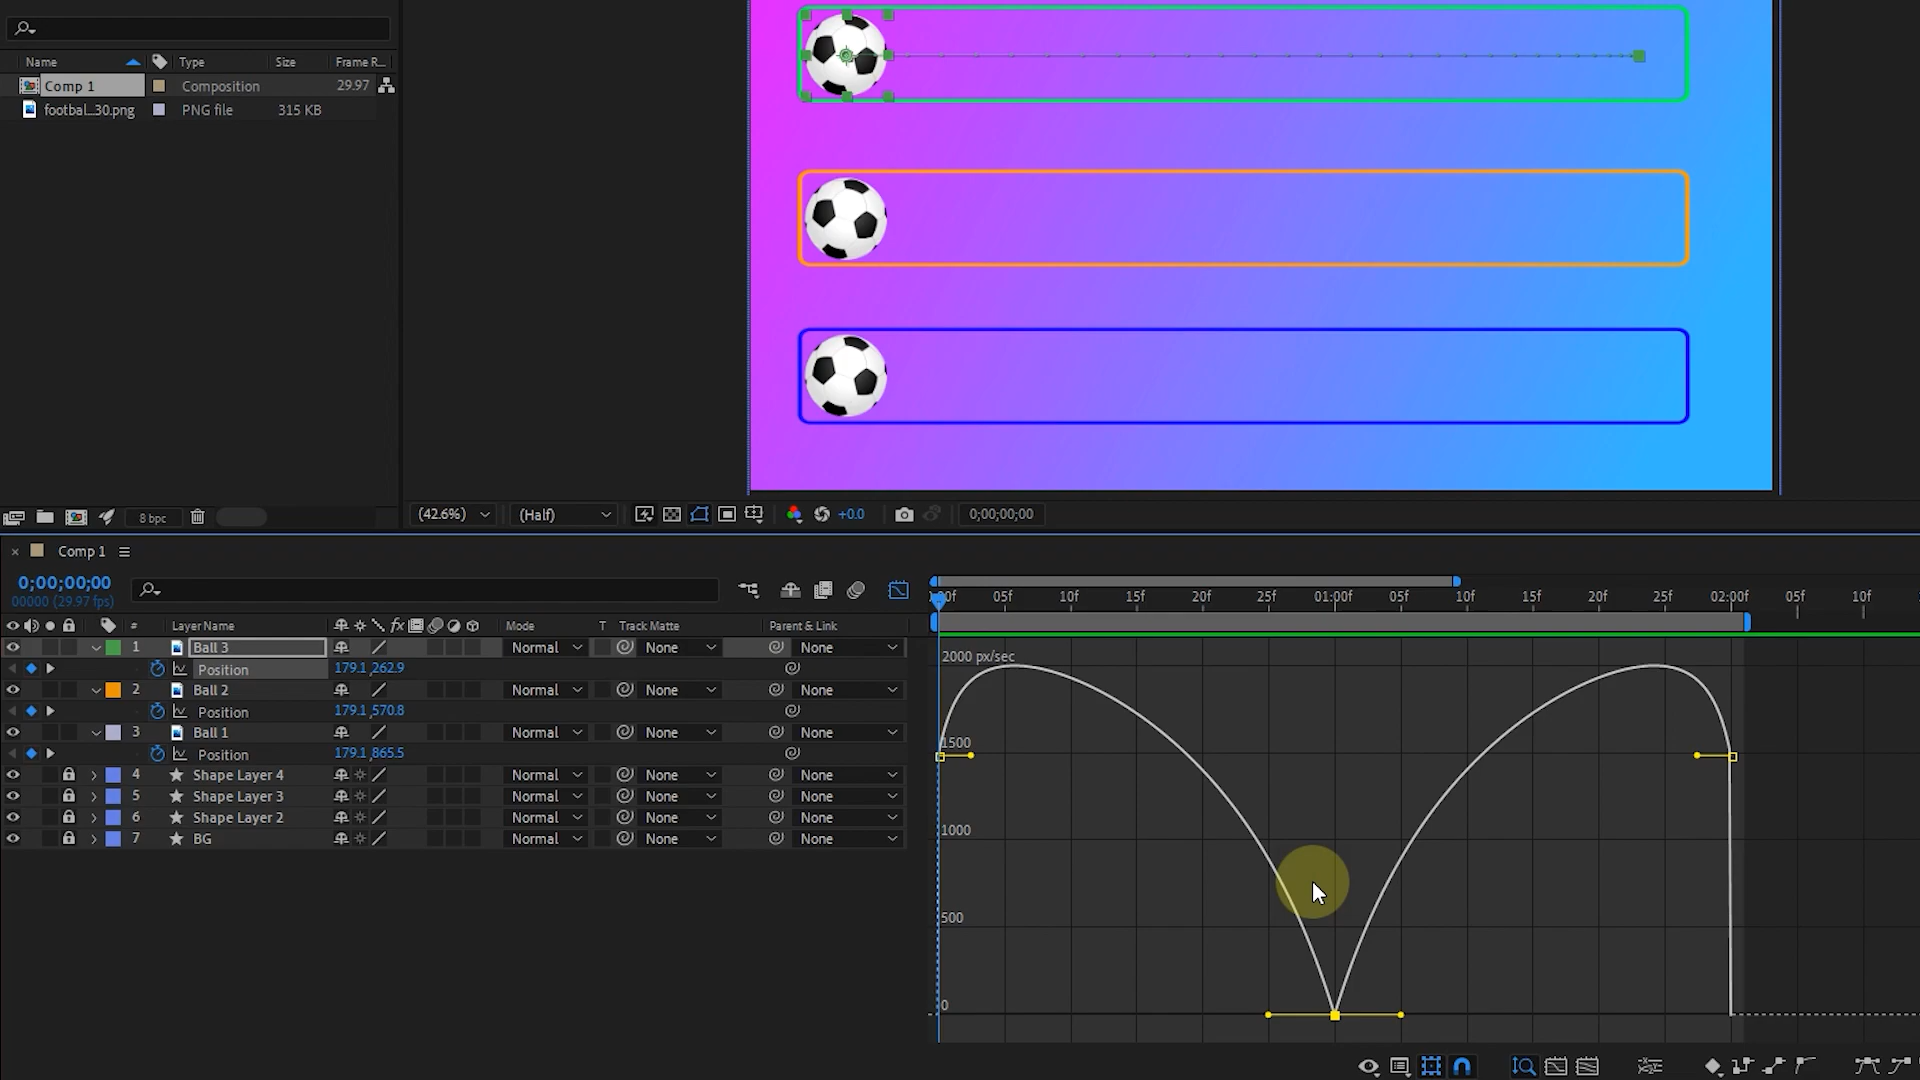 Name Type Size Frame R...
Comp 1 Composition 29.97
footbal...30.png PNG file 315 KB
8 bpc
(42.6%) (Half) +0.0 0;00;00;00
Comp 1
0;00;00;00
00000 (29.97 fps)
# Layer Name fx Mode T Track Matte Parent & Link
1 Ball 3 Normal None None
Position 179.1,262.9
2 Ball 2 Normal None None
Position 179.1,570.8
3 Ball 1 Normal None None
Position 179.1,865.5
4 Shape Layer 4 Normal None None
5 Shape Layer 3 Normal None None
6 Shape Layer 2 Normal None None
7 BG Normal None None
05f 10f 15f 20f 25f 01:00f 05f 10f 15f 20f 25f 02:00f 05f 10f
2000 px/sec
1500
1000
500
0